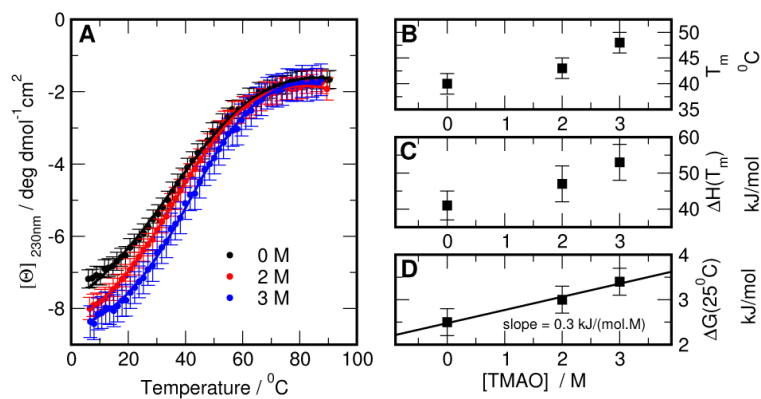 A
0
-2
-4
-6
-8
[Θ] 230nm / deg dmol-1cm2
0 M
2 M
3 M
0 20 40 60 80 100
Temperature / 0C
B
50
45
40
35
Tm 0C
0 1 2 3
C
60
50
40
ΔH(Tm) kJ/mol
0 1 2 3
D
4
3
2
ΔG(250C) kJ/mol
slope = 0.3 kJ/(mol.M)
0 1 2 3
[TMAO] / M